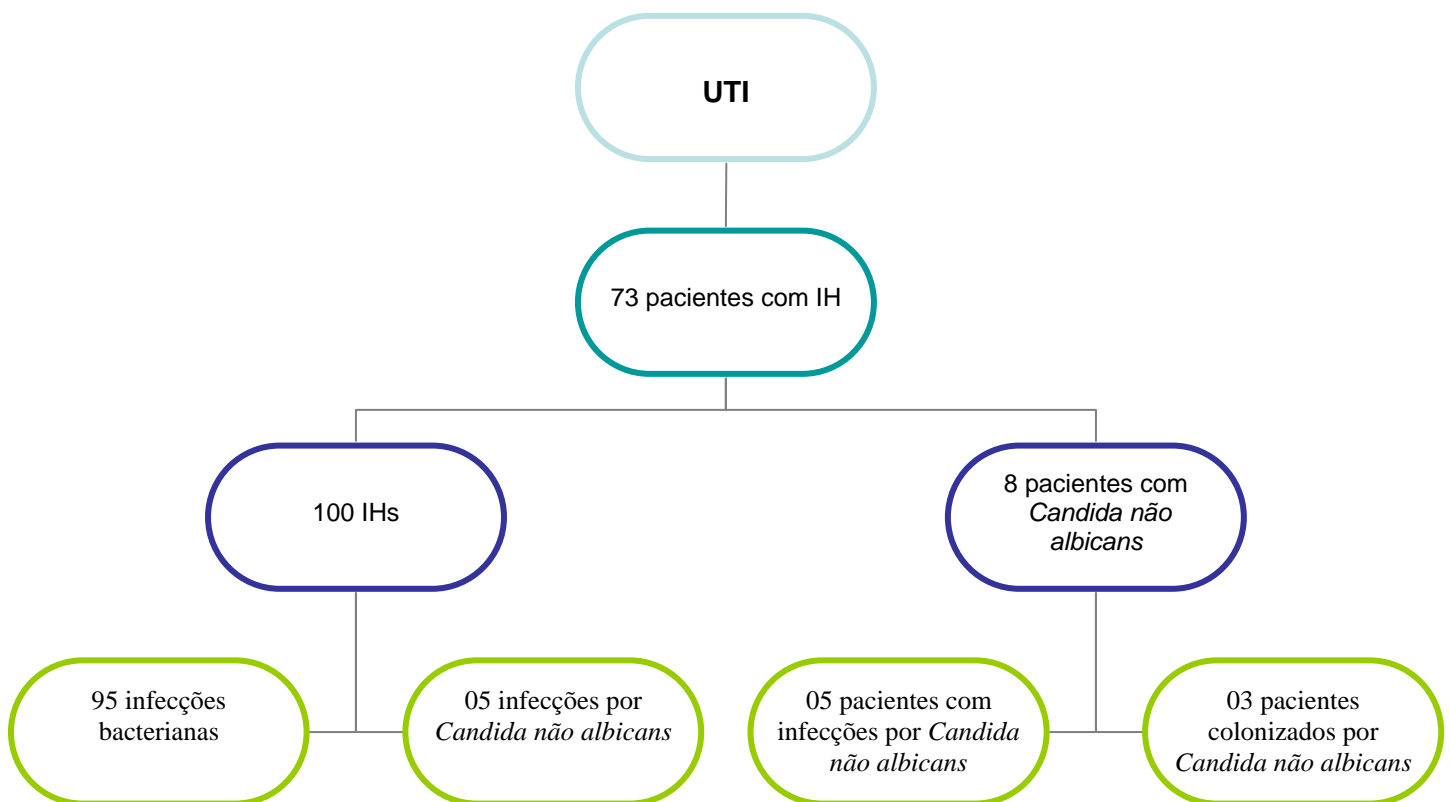 UTI
73 pacientes com IH
100 IHs
8 pacientes com
Candida não
albicans
95 infecções
bacterianas
05 infecções por
Candida não albicans
05 pacientes com
infecções por Candida
não albicans
03 pacientes
colonizados por
Candida não albicans